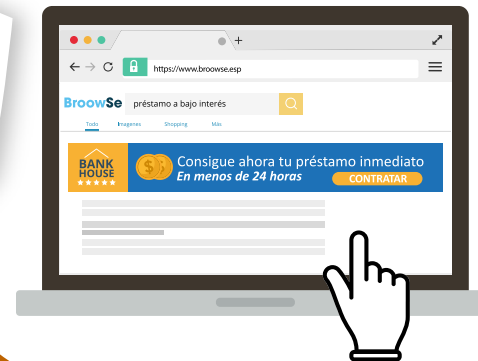 https://www.broowse.esp
BroowSe préstamo a bajo interés
Todo Imagenes Shopping Más
BANK HOUSE
Consigue ahora tu préstamo inmediato
En menos de 24 horas
CONTRATAR